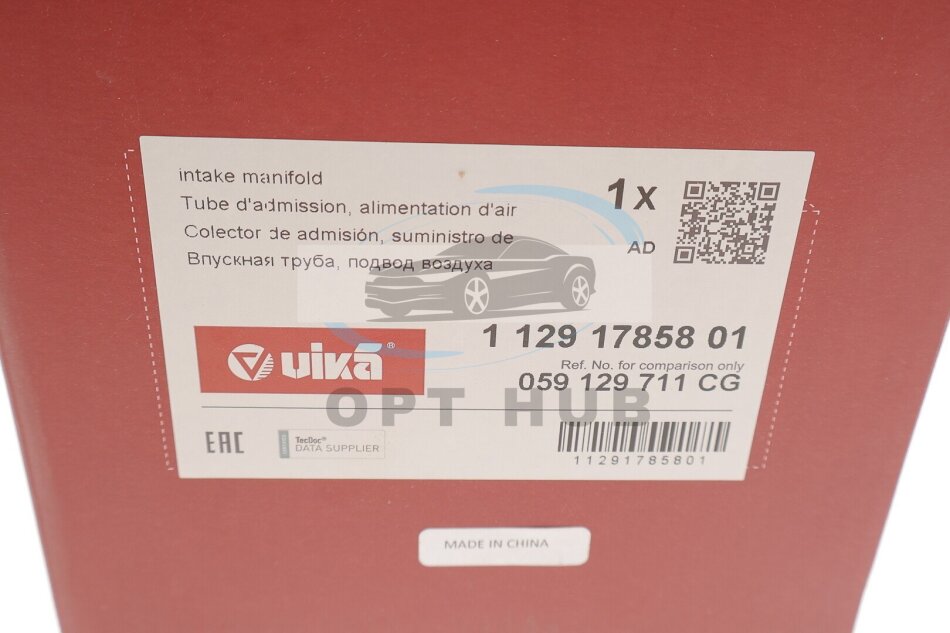 intake manifold
Tube d'admission, alimentation d'air
Colector de admisión, suministro de
Впускная труба, подвод воздуха
1x
AD
vika®
1 129 17858 01
Ref. No. for comparison only
059 129 711 CG
OPT HUB
EAC
TecDoc®
DATA SUPPLIER
11291785801
MADE IN CHINA